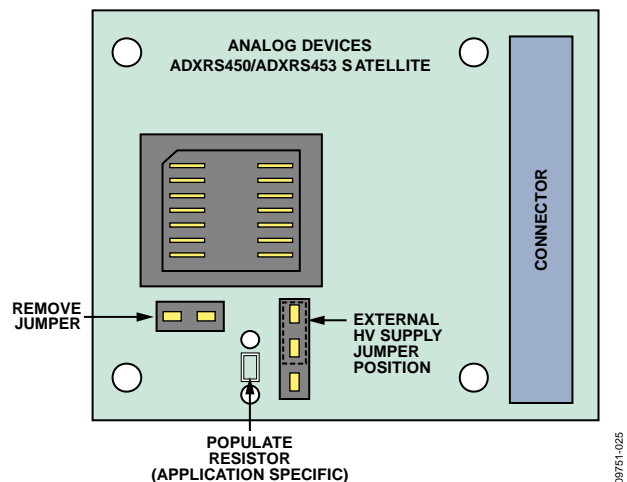 ANALOG DEVICES
ADXRS450/ADXRS453 SATELLITE
CONNECTOR
REMOVE
JUMPER
EXTERNAL
HV SUPPLY
JUMPER
POSITION
POPULATE
RESISTOR
(APPLICATION SPECIFIC)
09751-025